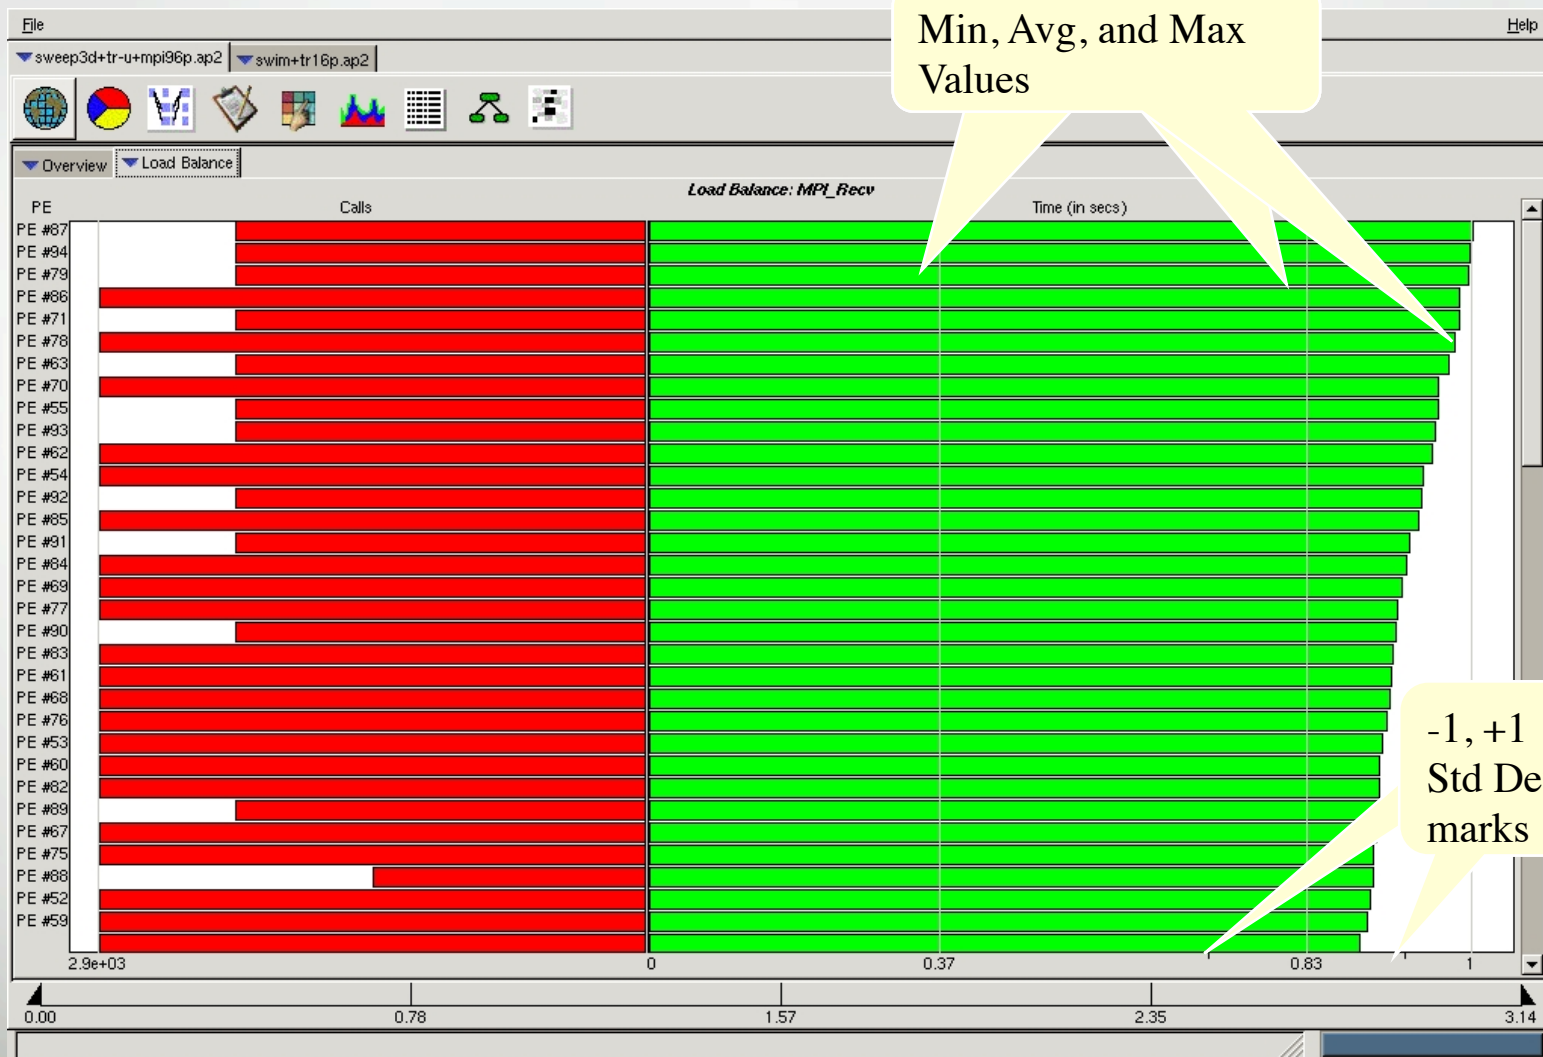 Min, Avg, and Max
Values
File
Help
sweep3d+tr-u+mpi96p.ap2
swim+tr16p.ap2
Overview
Load Balance
Load Balance: MPI_Recv
PE
Calls
Time (in secs)
PE #87
PE #94
PE #79
PE #86
PE #71
PE #78
PE #63
PE #70
PE #55
PE #93
PE #62
PE #54
PE #92
PE #85
PE #91
PE #84
PE #69
PE #77
PE #90
PE #83
PE #61
PE #68
PE #76
PE #53
PE #60
PE #82
PE #89
PE #67
PE #75
PE #88
PE #52
PE #59
-1, +1
Std De
marks
2.9e+03
0
0.37
0.83
1
0.00
0.78
1.57
2.35
3.14